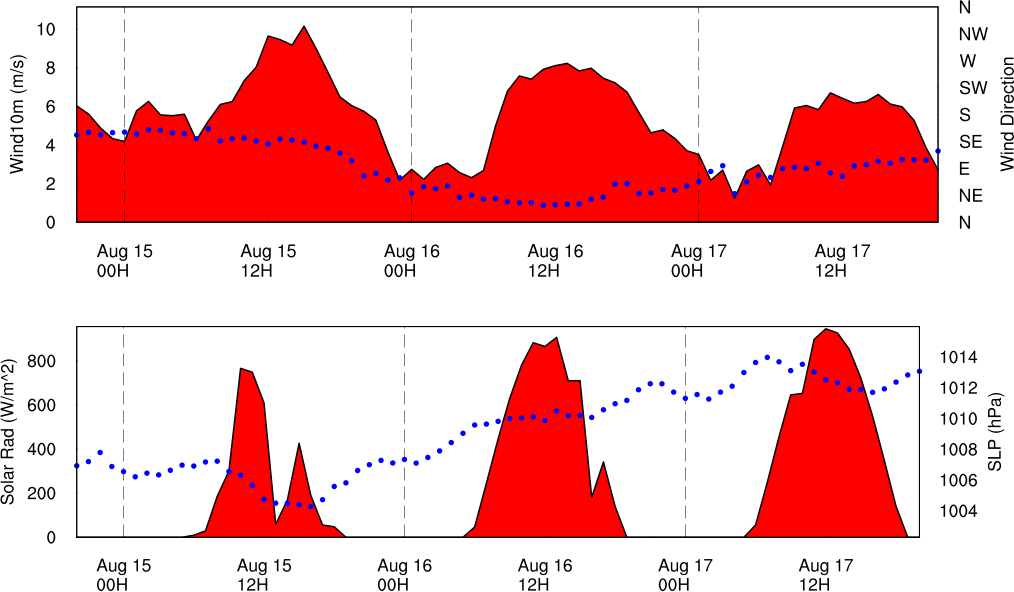 N
10 NW
Wind10m (m/s) 8 W Wind Direction
SW
6 S
4 SE
E
2 NE
0 N
Aug 15 Aug 15 Aug 16 Aug 16 Aug 17 Aug 17
00H 12H 00H 12H 00H 12H
Solar Rad (W/m^2) 800 1014 SLP (hPa)
1012
600 1010
400 1008
200 1006
1004
0
Aug 15 Aug 15 Aug 16 Aug 16 Aug 17 Aug 17
00H 12H 00H 12H 00H 12H